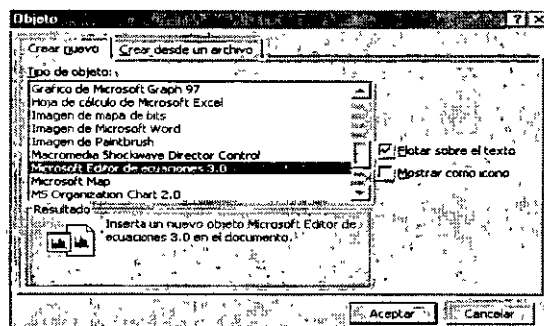 Objeto
Crear nuevo
Crear desde un archivo
Tipo de objeto:
Grafico de Microsoft Graph 97
Hoja de cálculo de Microsoft Excel
Imagen de mapa de bits
Imagen de Microsoft Word
Imagen de Paintbrush
Macromedia Shockwave Director Control
Microsoft Editor de ecuaciones 3.0
Microsoft Map
MS Organization Chart 2.0
Flotar sobre el texto
Mostrar como icono
Resultado
Inserta un nuevo objeto Microsoft Editor de
ecuaciones 3.0 en el documento.
Aceptar
Cancelar